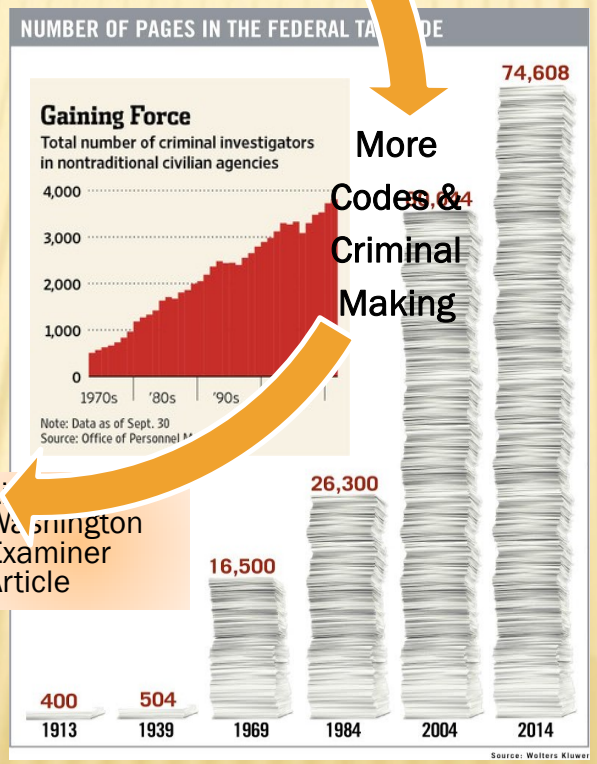 NUMBER OF PAGES IN THE FEDERAL TA DE
74,608
Gaining Force
Total number of criminal investigators
in nontraditional civilian agencies
More
Codes &
Criminal
Making
4,000
3,000
2,000
1,000
0
1970s '80s '90s
Note: Data as of Sept. 30
Source: Office of Personnel
26,300
Washington
Examiner
Article
16,500
400
504
1913 1939 1969 1984 2004 2014
Source: Wolters Kluwer